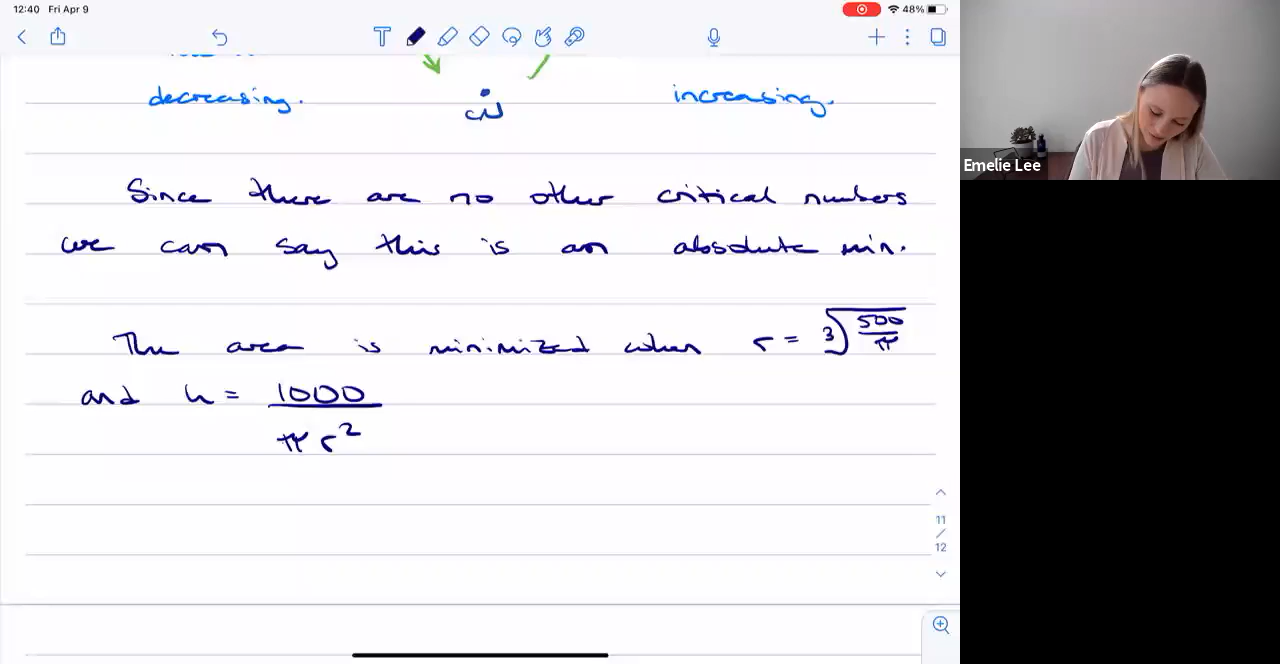 12:40 Fri Apr 9
48%
decreasing.
CN
increasing.
Since there are no other critical numbers
we can say this is an absolute min.
The area is minimized when r = ∛(500/π)
and h = 1000/πr²
11
/
12
Emelie Lee